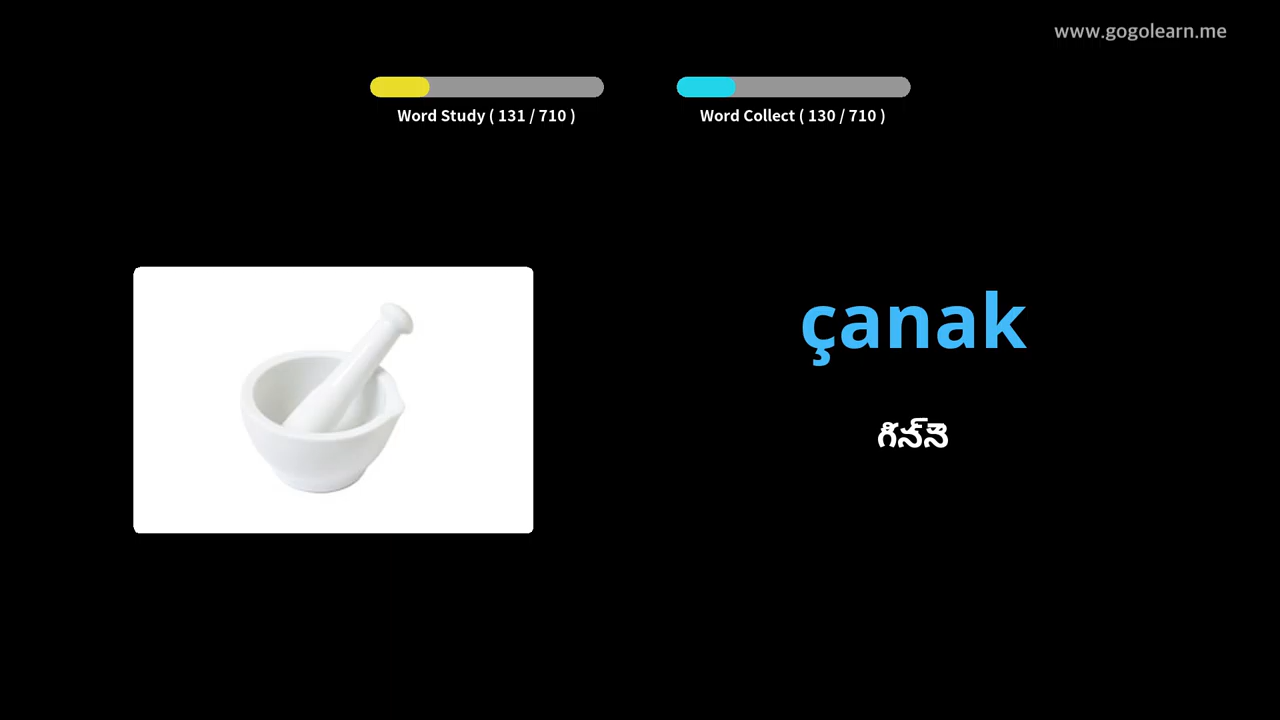 www.gogolearn.me
Word Study ( 131 / 710 )
Word Collect ( 130 / 710 )
çanak
గిన్నె